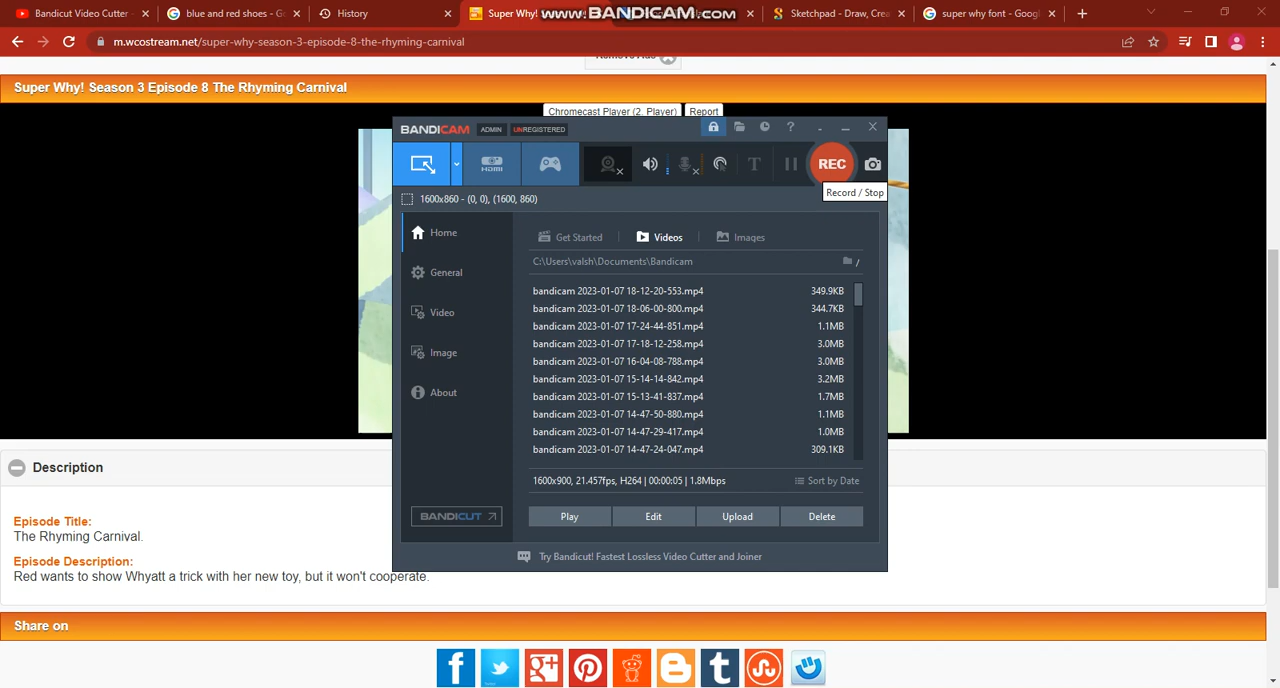 Bandicut Video Cutter -
blue and red shoes - Go
History
Super Why!
www.BANDICAM.com
Sketchpad - Draw, Crea
super why font - Googl
m.wcostream.net/super-why-season-3-episode-8-the-rhyming-carnival
Super Why! Season 3 Episode 8 The Rhyming Carnival
Chromecast Player (2. Player)
Report
BANDICAM
ADMIN
UNREGISTERED
HDMI
T
REC
Record / Stop
1600x860 - (0, 0), (1600, 860)
Home
General
Video
Image
About
Get Started
Videos
Images
C:\Users\valsh\Documents\Bandicam
bandicam 2023-01-07 18-12-20-553.mp4 349.9KB
bandicam 2023-01-07 18-06-00-800.mp4 344.7KB
bandicam 2023-01-07 17-24-44-851.mp4 1.1MB
bandicam 2023-01-07 17-18-12-258.mp4 3.0MB
bandicam 2023-01-07 16-04-08-788.mp4 3.0MB
bandicam 2023-01-07 15-14-14-842.mp4 3.2MB
bandicam 2023-01-07 15-13-41-837.mp4 1.7MB
bandicam 2023-01-07 14-47-50-880.mp4 1.1MB
bandicam 2023-01-07 14-47-29-417.mp4 1.0MB
bandicam 2023-01-07 14-47-24-047.mp4 309.1KB
1600x900, 21.457fps, H264 | 00:00:05 | 1.8Mbps
Sort by Date
BANDICUT
Play
Edit
Upload
Delete
Try Bandicut! Fastest Lossless Video Cutter and Joiner
Description
Episode Title:
The Rhyming Carnival.
Episode Description:
Red wants to show Whyatt a trick with her new toy, but it won't cooperate.
Share on